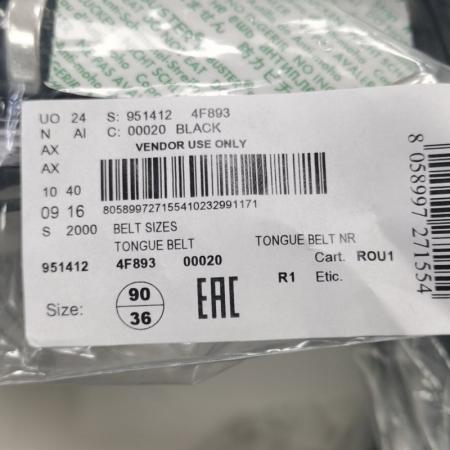 UO 24 S: 951412 4F893
N AI C: 00020 BLACK
AX VENDOR USE ONLY
AX
10 40
09 16 80589972715541023299​1171
S 2000 BELT SIZES
TONGUE BELT TONGUE BELT NR
951412 4F893 00020 Cart. ROU1
R1 Etic.
Size: 90
36
EAC
8 058997 271554